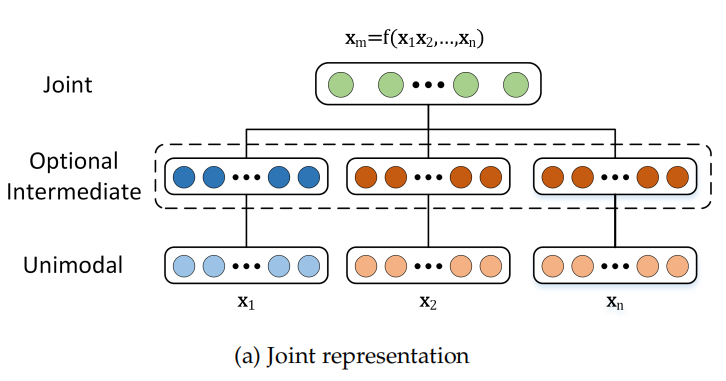 xₘ=f(x₁x₂,...,xₙ)
Joint
Optional
Intermediate
Unimodal
x₁
x₂
xₙ
(a) Joint representation